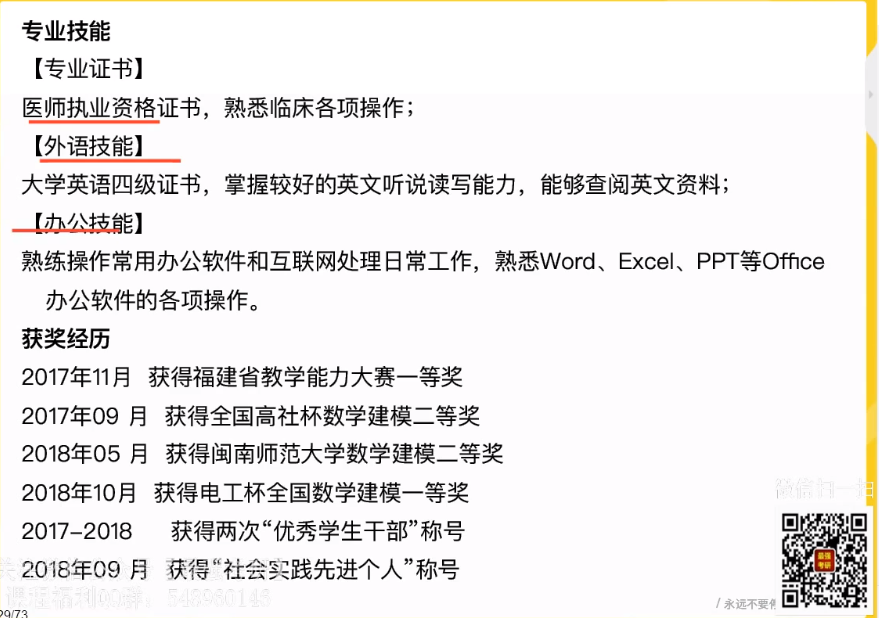 专业技能
【专业证书】
医师执业资格证书，熟悉临床各项操作；
【外语技能】
大学英语四级证书，掌握较好的英文听说读写能力，能够查阅英文资料；
【办公技能】
熟练操作常用办公软件和互联网处理日常工作，熟悉Word、Excel、PPT等Office
办公软件的各项操作。
获奖经历
2017年11月 获得福建省教学能力大赛一等奖
2017年09 月 获得全国高社杯数学建模二等奖
2018年05 月 获得闽南师范大学数学建模二等奖
2018年10月 获得电工杯全国数学建模一等奖
2017-2018 获得两次“优秀学生干部”称号
2018年09 月 获得“社会实践先进个人”称号
微信扫一扫
最强
考研
/ 永远不要停
29/73